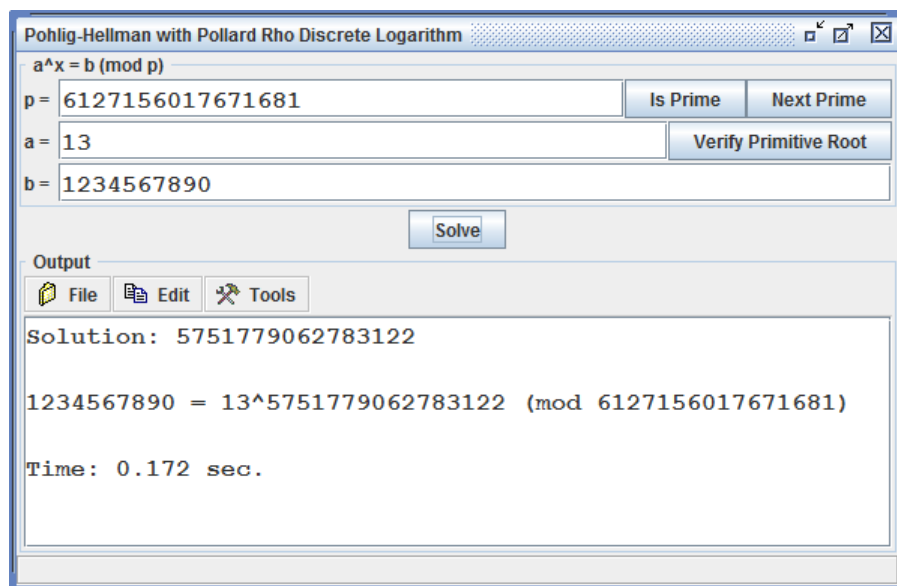 Pohlig-Hellman with Pollard Rho Discrete Logarithm
a^x = b (mod p)
p = 6127156017671681 Is Prime Next Prime
a = 13 Verify Primitive Root
b = 1234567890
Solve
Output
File Edit Tools
Solution: 5751779062783122
1234567890 = 13^5751779062783122 (mod 6127156017671681)
Time: 0.172 sec.